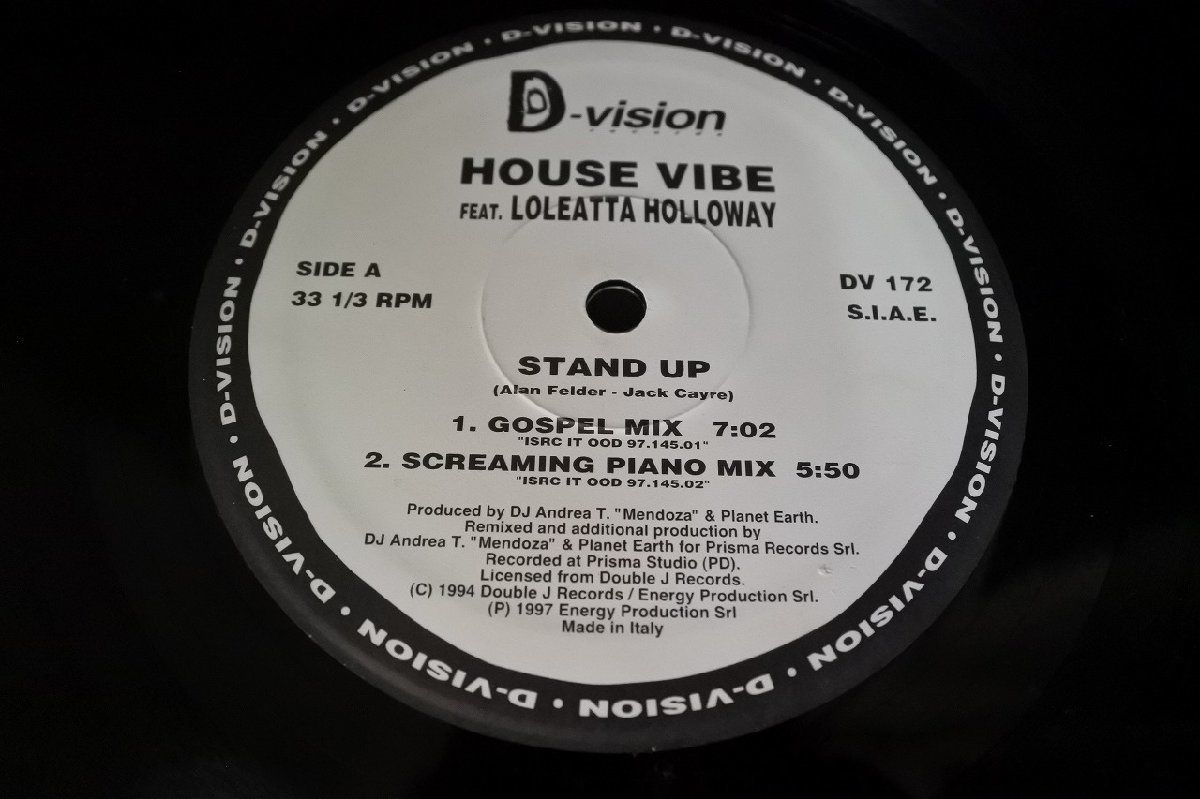 D-VISION • D-VISION • D-VISION • D-VISION • D-VISION • D-VISION • D-VISION • D-VISION • D-VISION • D-VISION • D-VISION • D-VISION • D-VISION • D-VISION •
D-vision
HOUSE VIBE
FEAT. LOLEATTA HOLLOWAY
SIDE A
33 1/3 RPM
DV 172
S.I.A.E.
STAND UP
(Alan Felder - Jack Cayre)
1. GOSPEL MIX 7:02
"ISRC IT OOD 97.145.01"
2. SCREAMING PIANO MIX 5:50
"ISRC IT OOD 97.145.02"
Produced by DJ Andrea T. "Mendoza" & Planet Earth.
Remixed and additional production by
DJ Andrea T. "Mendoza" & Planet Earth for Prisma Records Srl.
Recorded at Prisma Studio (PD).
Licensed from Double J Records.
(C) 1994 Double J Records / Energy Production Srl.
(P) 1997 Energy Production Srl
Made in Italy